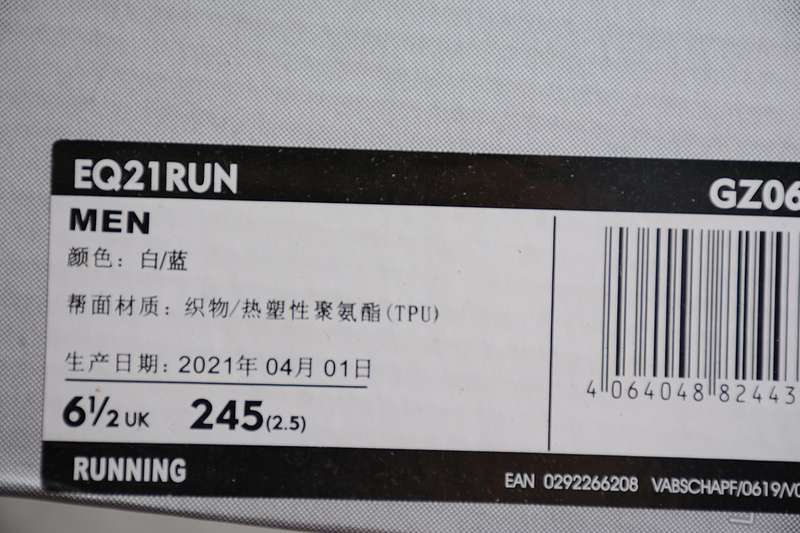 EQ21RUN
GZ06
MEN
颜色：白/蓝
帮面材质：织物/热塑性聚氨酯(TPU)
生产日期：2021年 04月 01日
6½ UK 245(2.5)
4 064048 82443
RUNNING
EAN 0292266208 VABSCHAPF/0619/V0